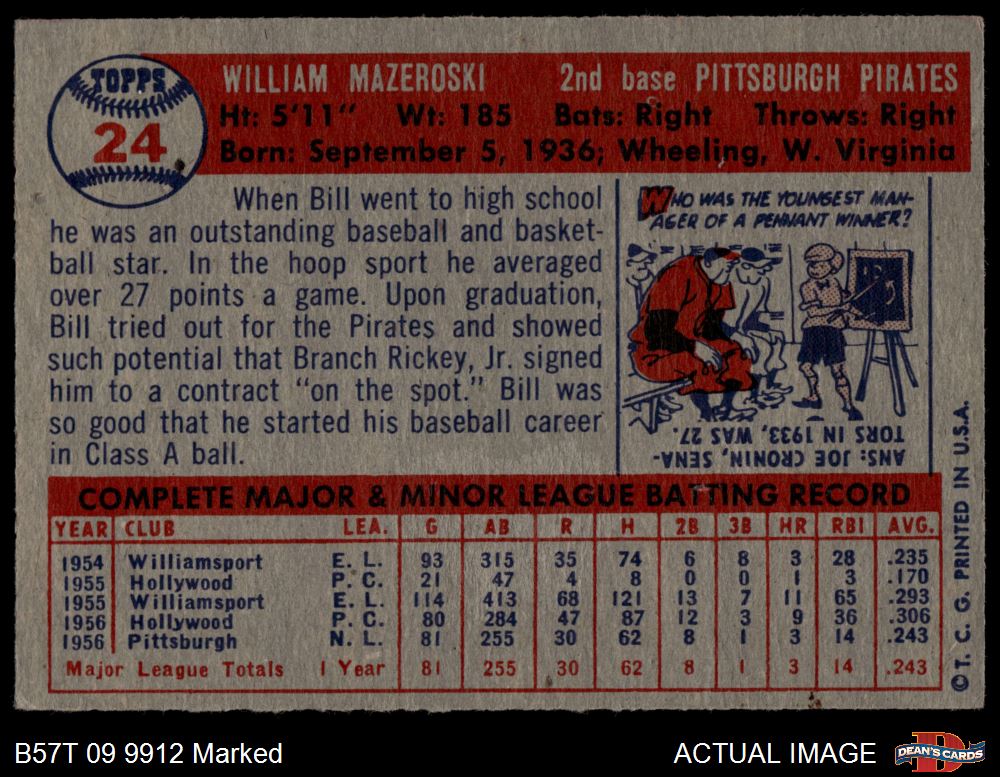 TOPPS
24
WILLIAM MAZEROSKI 2nd base PITTSBURGH PIRATES
Ht: 5'11" Wt: 185 Bats: Right Throws: Right
Born: September 5, 1936; Wheeling, W. Virginia
When Bill went to high school
he was an outstanding baseball and basket-
ball star. In the hoop sport he averaged
over 27 points a game. Upon graduation,
Bill tried out for the Pirates and showed
such potential that Branch Rickey, Jr. signed
him to a contract "on the spot." Bill was
so good that he started his baseball career
in Class A ball.
WHO WAS THE YOUNGEST MAN-
AGER OF A PENNANT WINNER?
ANS: JOE CRONIN, SENA-
TORS IN 1933, WAS 27.
COMPLETE MAJOR & MINOR LEAGUE BATTING RECORD
YEAR CLUB LEA. G AB R H 2B 3B HR RBI AVG.
1954 Williamsport E. L. 93 315 35 74 6 8 3 28 .235
1955 Hollywood P. C. 21 47 4 8 0 0 1 3 .170
1955 Williamsport E. L. 114 413 68 121 13 7 11 65 .293
1956 Hollywood P. C. 80 284 47 87 12 3 9 36 .306
1956 Pittsburgh N. L. 81 255 30 62 8 1 3 14 .243
Major League Totals 1 Year 81 255 30 62 8 1 3 14 .243
© T. C. G. PRINTED IN U.S.A.
B57T 09 9912 Marked
ACTUAL IMAGE
DEAN'S CARDS